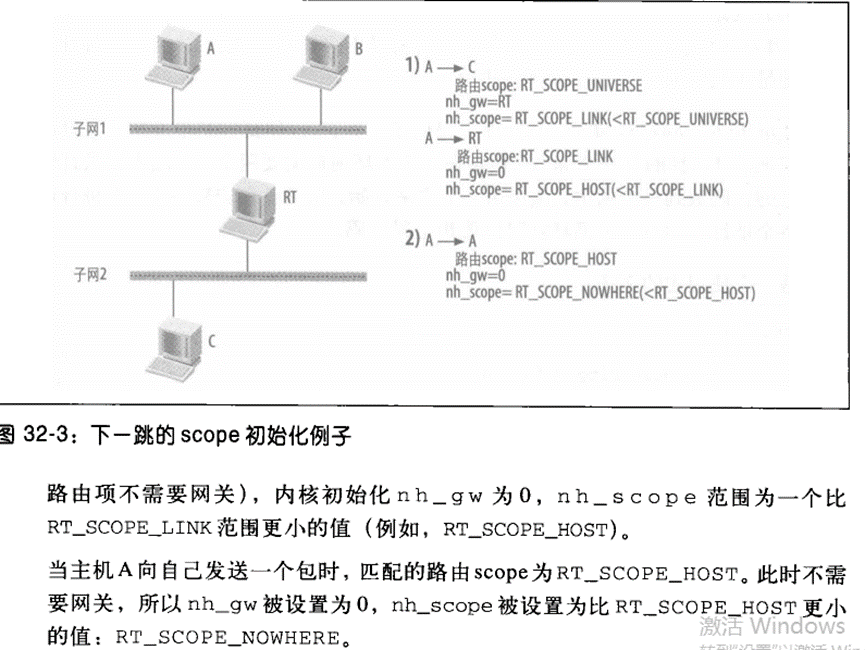 A
B
子网1
RT
子网2
C
1) A → C
路由scope: RT_SCOPE_UNIVERSE
nh_gw=RT
nh_scope= RT_SCOPE_LINK(<RT_SCOPE_UNIVERSE)
A → RT
路由scope: RT_SCOPE_LINK
nh_gw=0
nh_scope= RT_SCOPE_HOST(<RT_SCOPE_LINK)
2) A → A
路由scope: RT_SCOPE_HOST
nh_gw=0
nh_scope= RT_SCOPE_NOWHERE(<RT_SCOPE_HOST)
图 32-3：下一跳的 scope 初始化例子
路由项不需要网关），内核初始化 nh_gw 为 0，nh_scope 范围为一个比
RT_SCOPE_LINK 范围更小的值（例如，RT_SCOPE_HOST）。
当主机 A 向自己发送一个包时，匹配的路由 scope 为 RT_SCOPE_HOST。此时不需
要网关，所以 nh_gw 被设置为 0，nh_scope 被设置为比 RT_SCOPE_HOST 更小
的值：RT_SCOPE_NOWHERE。
激活 Windows